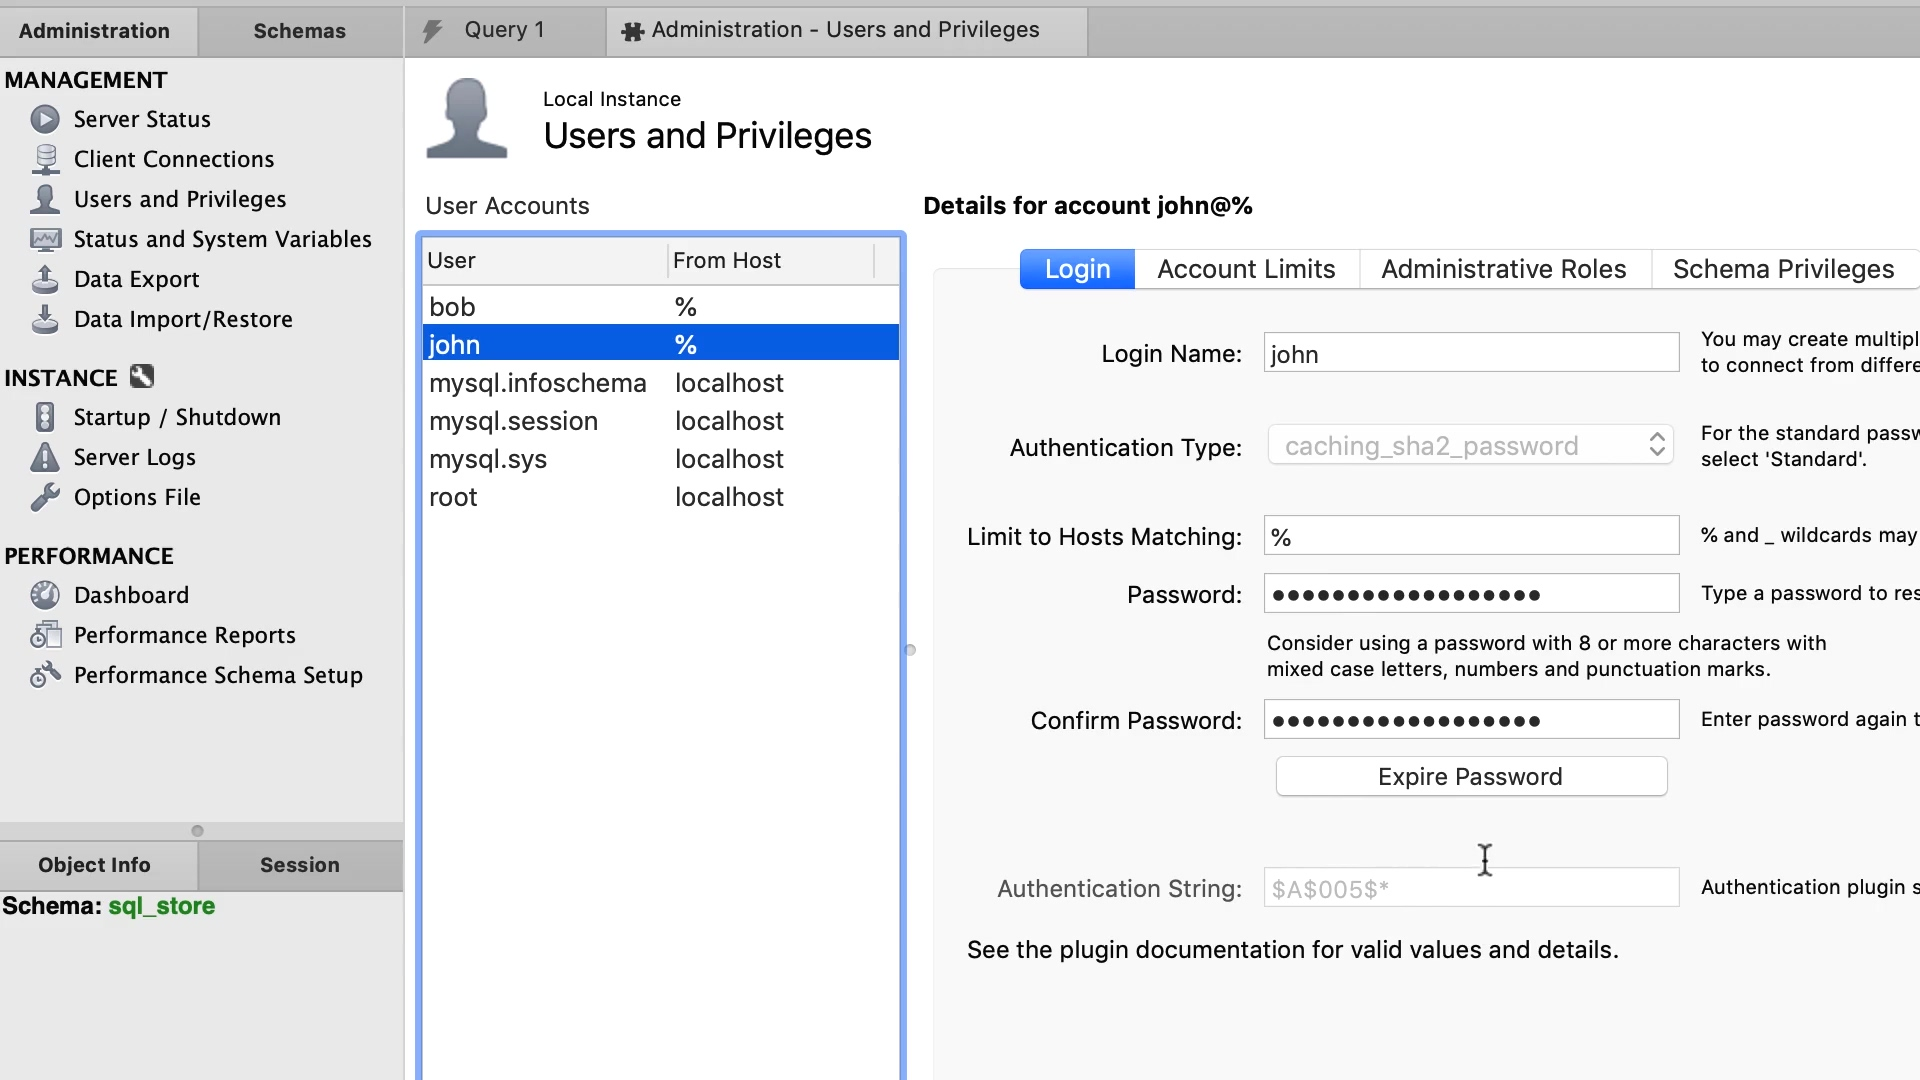 Administration
Schemas
Query 1
Administration - Users and Privileges
MANAGEMENT
Server Status
Client Connections
Users and Privileges
Status and System Variables
Data Export
Data Import/Restore
INSTANCE
Startup / Shutdown
Server Logs
Options File
PERFORMANCE
Dashboard
Performance Reports
Performance Schema Setup
Object Info
Session
Schema: sql_store
Local Instance
Users and Privileges
User Accounts
User From Host
bob %
john %
mysql.infoschema localhost
mysql.session localhost
mysql.sys localhost
root localhost
Details for account john@%
Login Account Limits Administrative Roles Schema Privileges
Login Name: john
You may create multipl
to connect from differe
Authentication Type: caching_sha2_password
For the standard passw
select 'Standard'.
Limit to Hosts Matching: %
% and _ wildcards may
Password: ●●●●●●●●●●●●●●●●●●
Type a password to res
Consider using a password with 8 or more characters with
mixed case letters, numbers and punctuation marks.
Confirm Password: ●●●●●●●●●●●●●●●●●●
Enter password again t
Expire Password
Authentication String: $A$005$*
Authentication plugin s
See the plugin documentation for valid values and details.